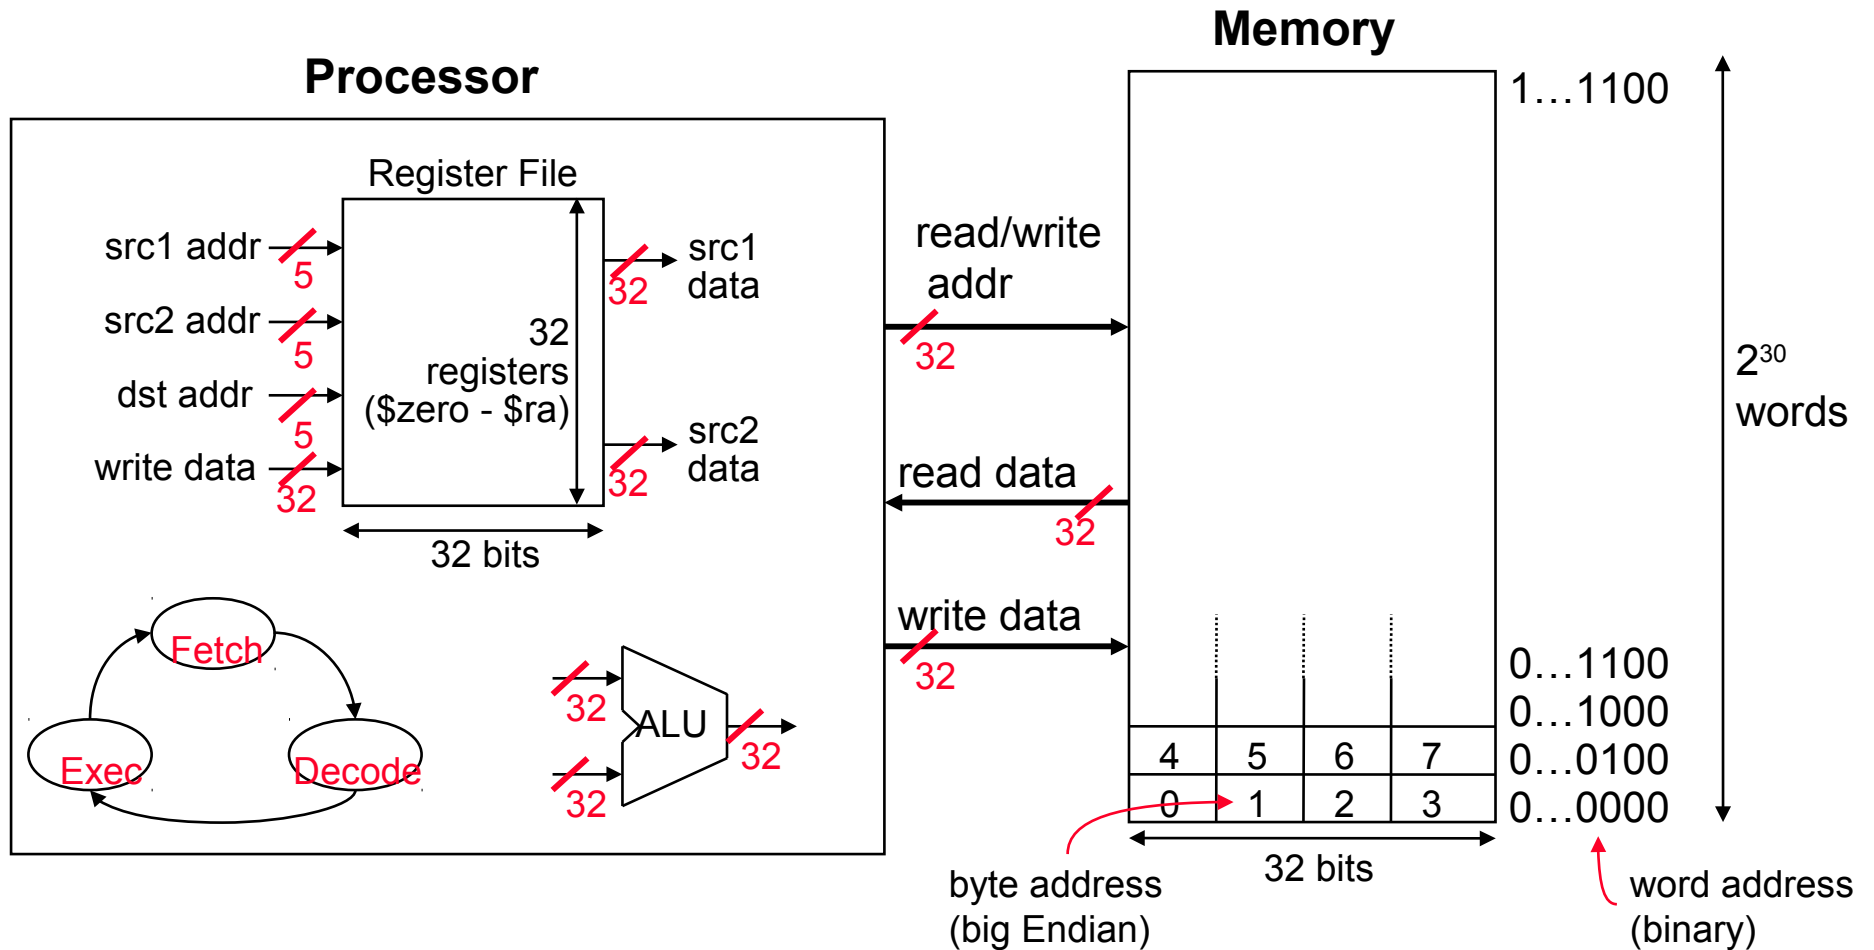 Processor
Register File
src1 addr
5
src2 addr
5
dst addr
5
write data
32
32
registers
($zero - $ra)
32 bits
src1
data
32
src2
data
32
Fetch
Exec
Decode
32
32
ALU
32
read/write
addr
32
read data
32
write data
32
Memory
1…1100
0…1100
0…1000
4 5 6 7 0…0100
0 1 2 3 0…0000
32 bits
2³⁰
words
byte address
(big Endian)
word address
(binary)